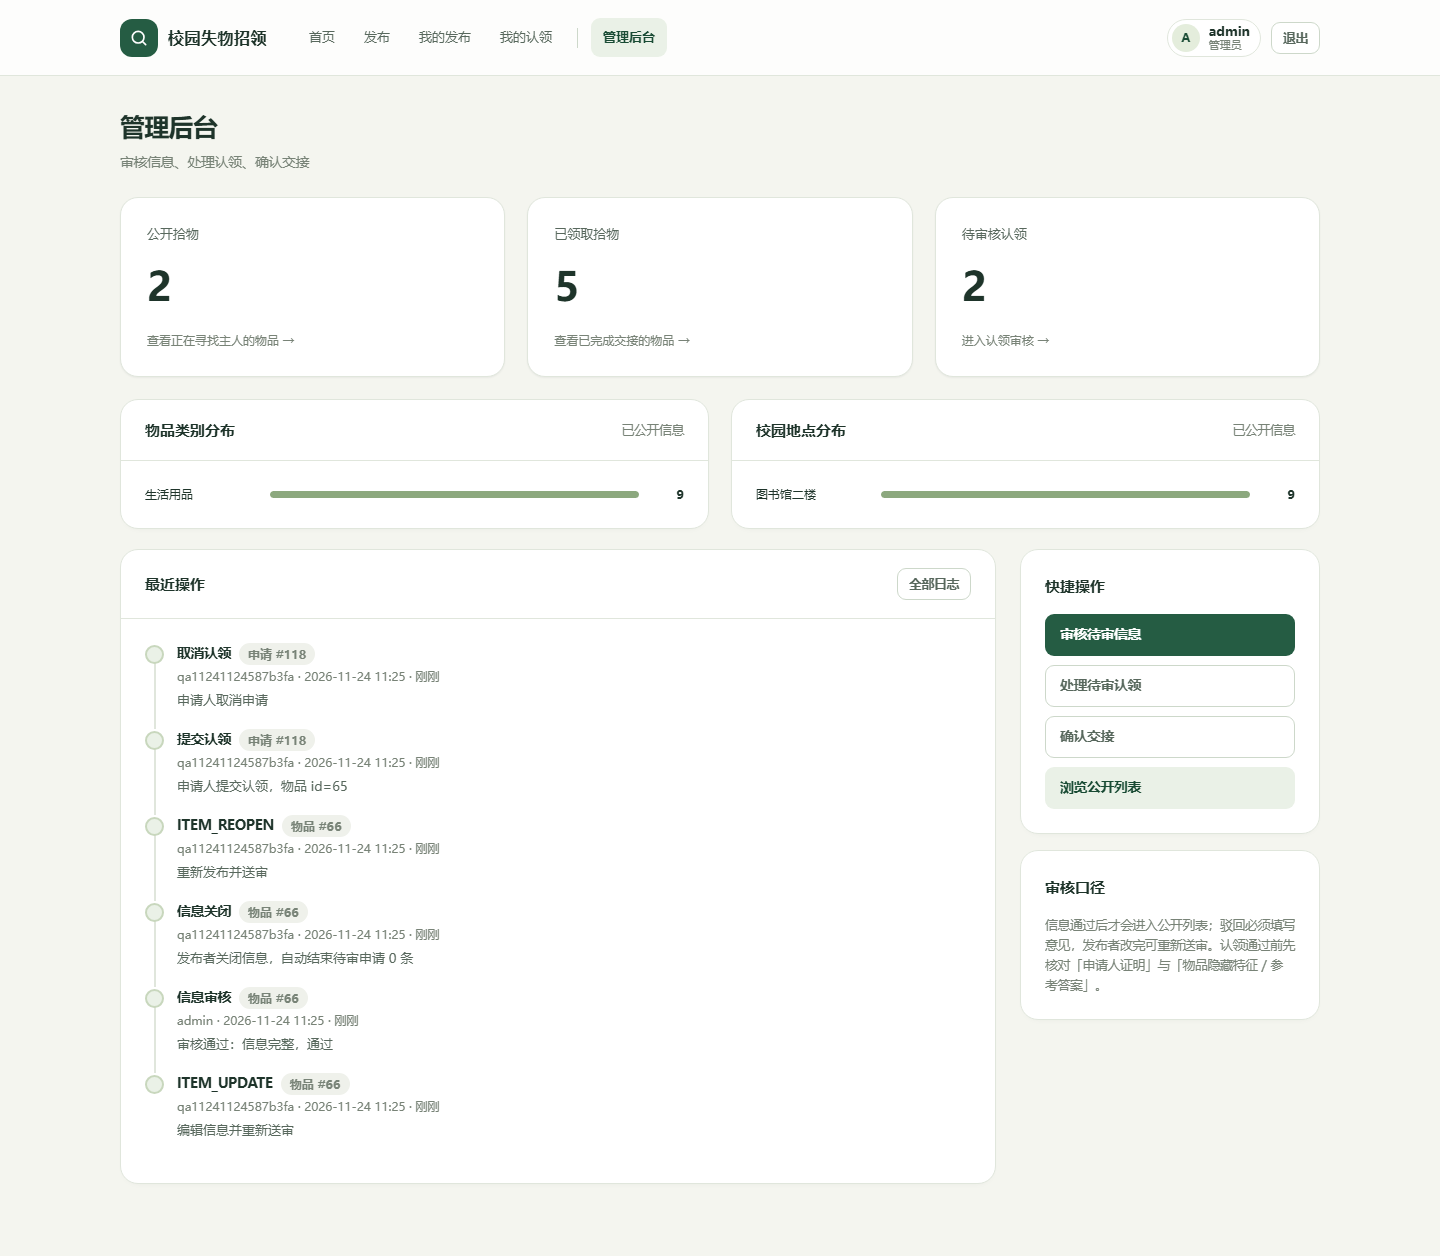 校园失物招领
首页
发布
我的发布
我的认领
管理后台
A
admin
管理员
退出
管理后台
审核信息、处理认领、确认交接
公开拾物
2
查看正在寻找主人的物品 →
已领取拾物
5
查看已完成交接的物品 →
待审核认领
2
进入认领审核 →
物品类别分布
已公开信息
生活用品
9
校园地点分布
已公开信息
图书馆二楼
9
最近操作
全部日志
取消认领 申请 #118
qa11241124587b3fa · 2026-11-24 11:25 · 刚刚
申请人取消申请
提交认领 申请 #118
qa11241124587b3fa · 2026-11-24 11:25 · 刚刚
申请人提交认领，物品 id=65
ITEM_REOPEN 物品 #66
qa11241124587b3fa · 2026-11-24 11:25 · 刚刚
重新发布并送审
信息关闭 物品 #66
qa11241124587b3fa · 2026-11-24 11:25 · 刚刚
发布者关闭信息，自动结束待审申请 0 条
信息审核 物品 #66
admin · 2026-11-24 11:25 · 刚刚
审核通过：信息完整，通过
ITEM_UPDATE 物品 #66
qa11241124587b3fa · 2026-11-24 11:25 · 刚刚
编辑信息并重新送审
快捷操作
审核待审信息
处理待审认领
确认交接
浏览公开列表
审核口径
信息通过后才会进入公开列表；驳回必须填写
意见，发布者改完可重新送审。认领通过前先
核对「申请人证明」与「物品隐藏特征 / 参
考答案」。